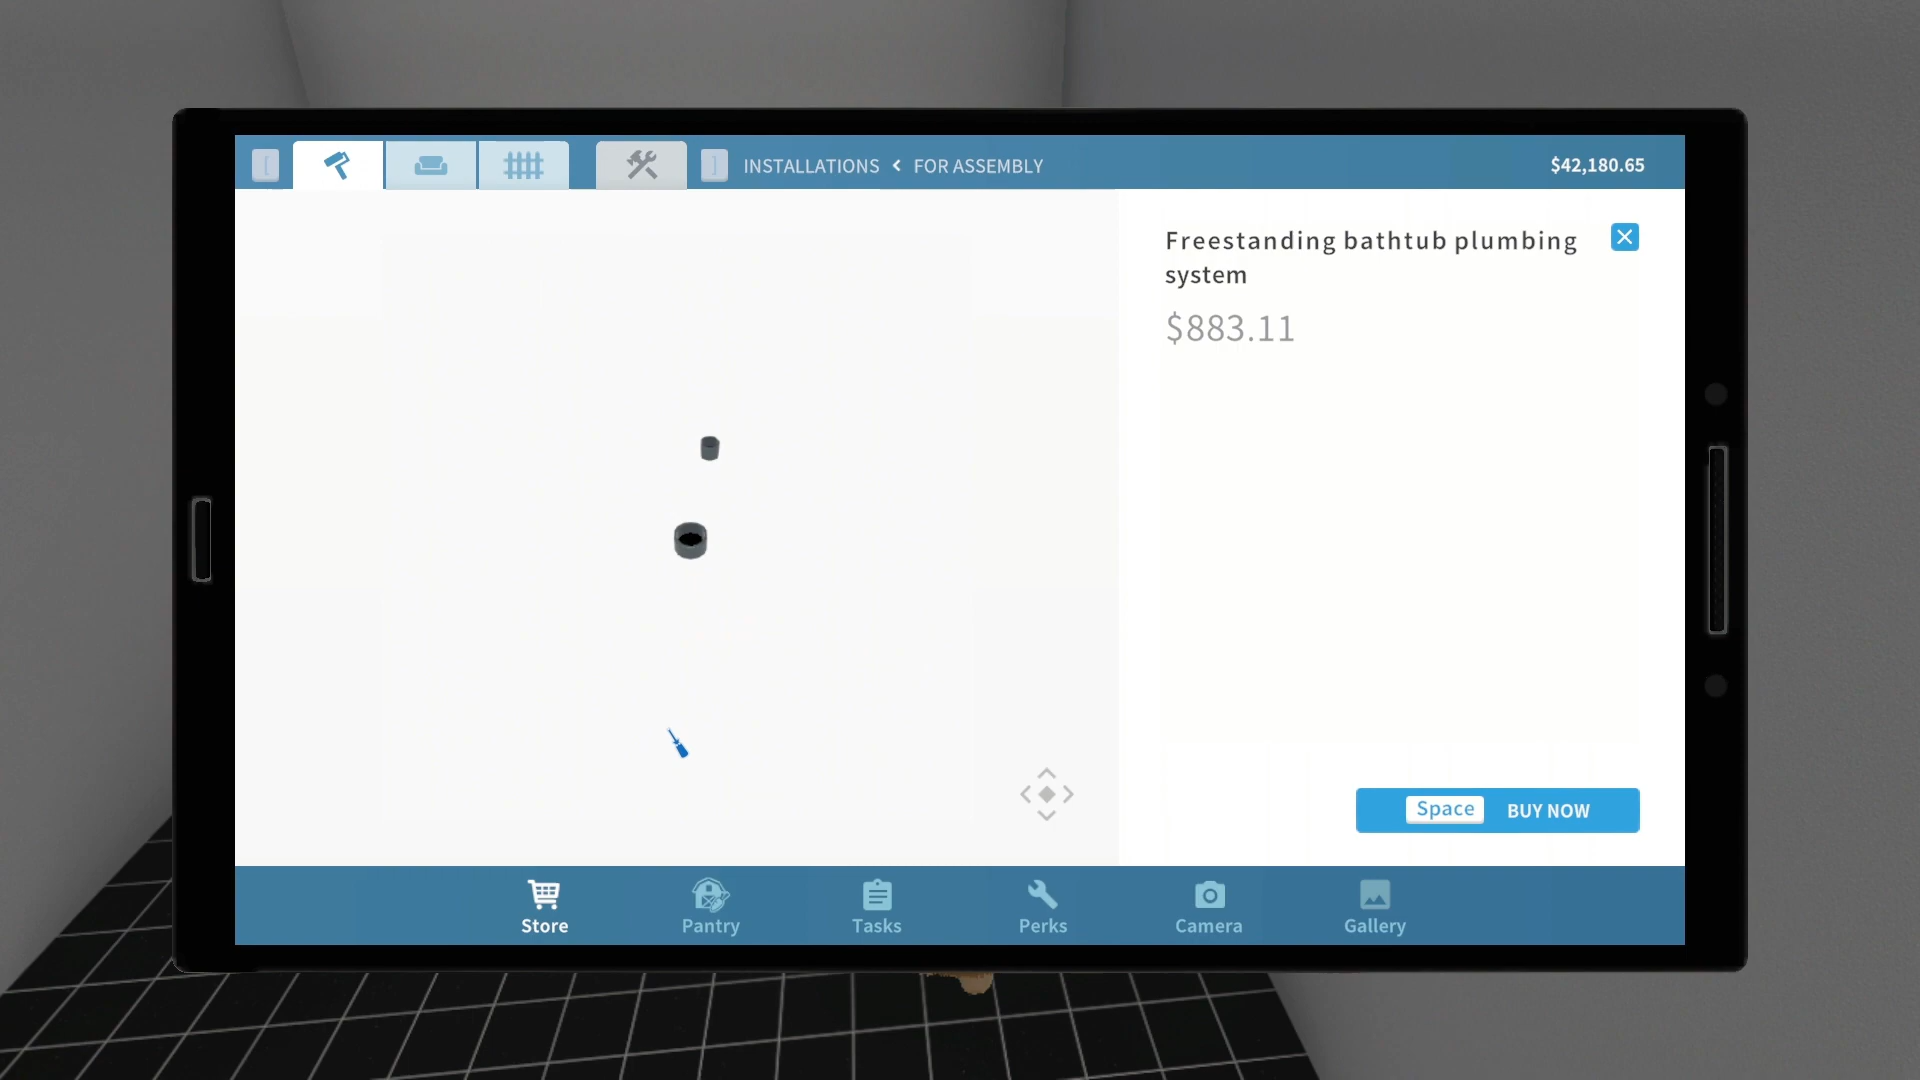 [
]
INSTALLATIONS < FOR ASSEMBLY
$42,180.65
Freestanding bathtub plumbing
system
$883.11
Space BUY NOW
Store
Pantry
Tasks
Perks
Camera
Gallery